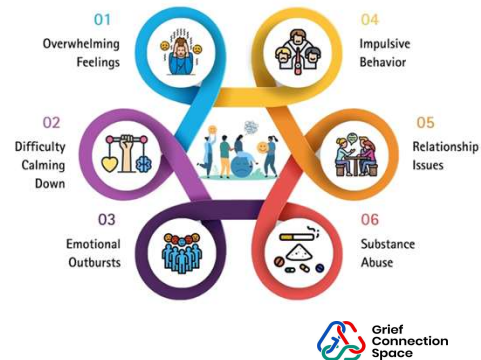 01
Overwhelming
Feelings
02
Difficulty
Calming
Down
03
Emotional
Outbursts
04
Impulsive
Behavior
05
Relationship
Issues
06
Substance
Abuse
Grief
Connection
Space